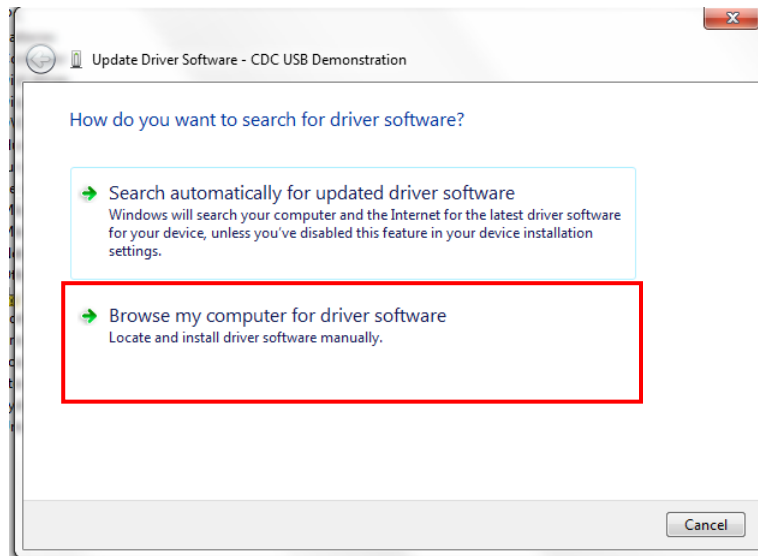 Update Driver Software - CDC USB Demonstration
How do you want to search for driver software?
Search automatically for updated driver software
Windows will search your computer and the Internet for the latest driver software
for your device, unless you've disabled this feature in your device installation
settings.
Browse my computer for driver software
Locate and install driver software manually.
Cancel